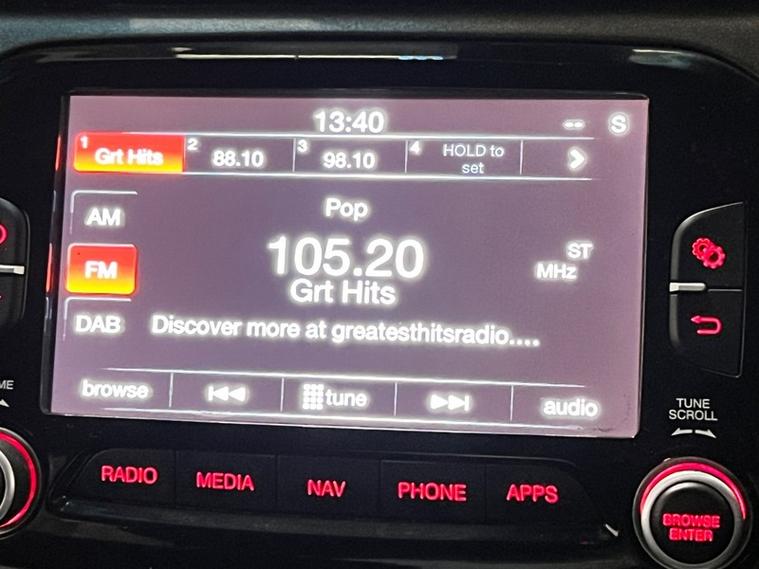 13:40
S
1 Grt Hits
2 88.10
3 98.10
4 HOLD to
set
AM
Pop
FM
105.20
ST
MHz
Grt Hits
DAB
Discover more at greatesthitsradio....
browse
tune
audio
ME
TUNE
SCROLL
RADIO
MEDIA
NAV
PHONE
APPS
BROWSE
ENTER